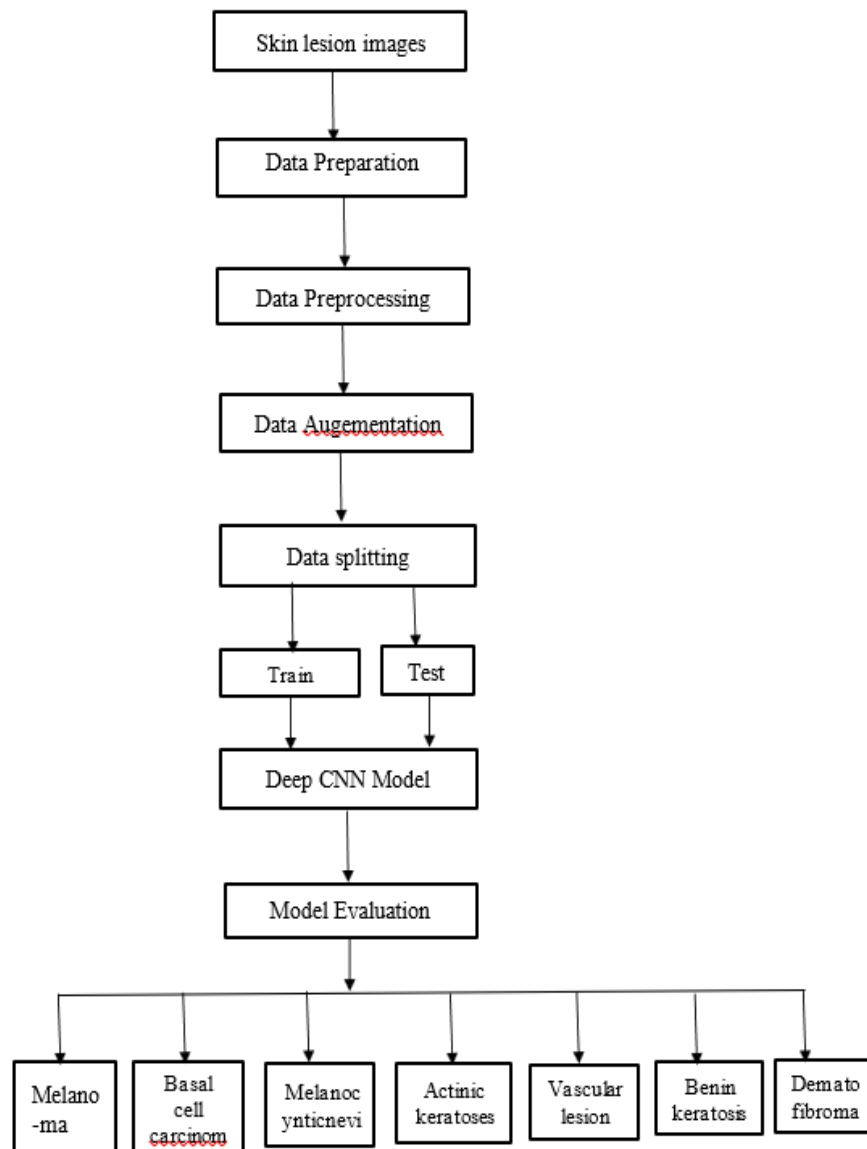 Skin lesion images
Data Preparation
Data Preprocessing
Data Augementation
Data splitting
Train
Test
Deep CNN Model
Model Evaluation
Melano
-ma
Basal
cell
carcinom
Melanoc
ynticnevi
Actinic
keratoses
Vascular
lesion
Benin
keratosis
Demato
fibroma